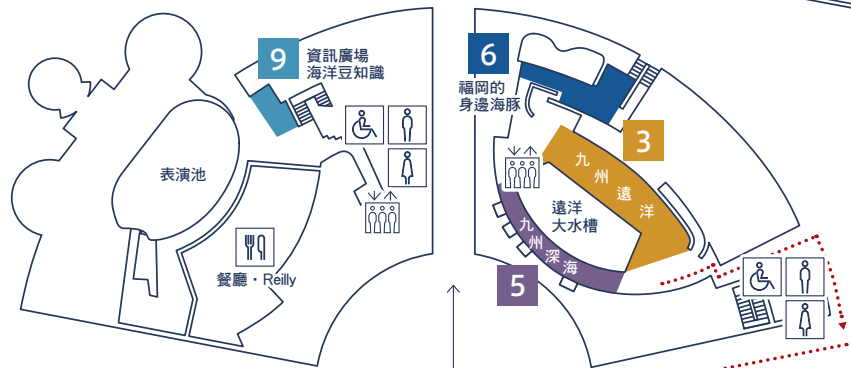 9
資訊廣場
海洋豆知識
6
福岡的
身邊海豚
3
九州遠洋
表演池
遠洋
大水槽
九州深海
5
餐廳・Reilly